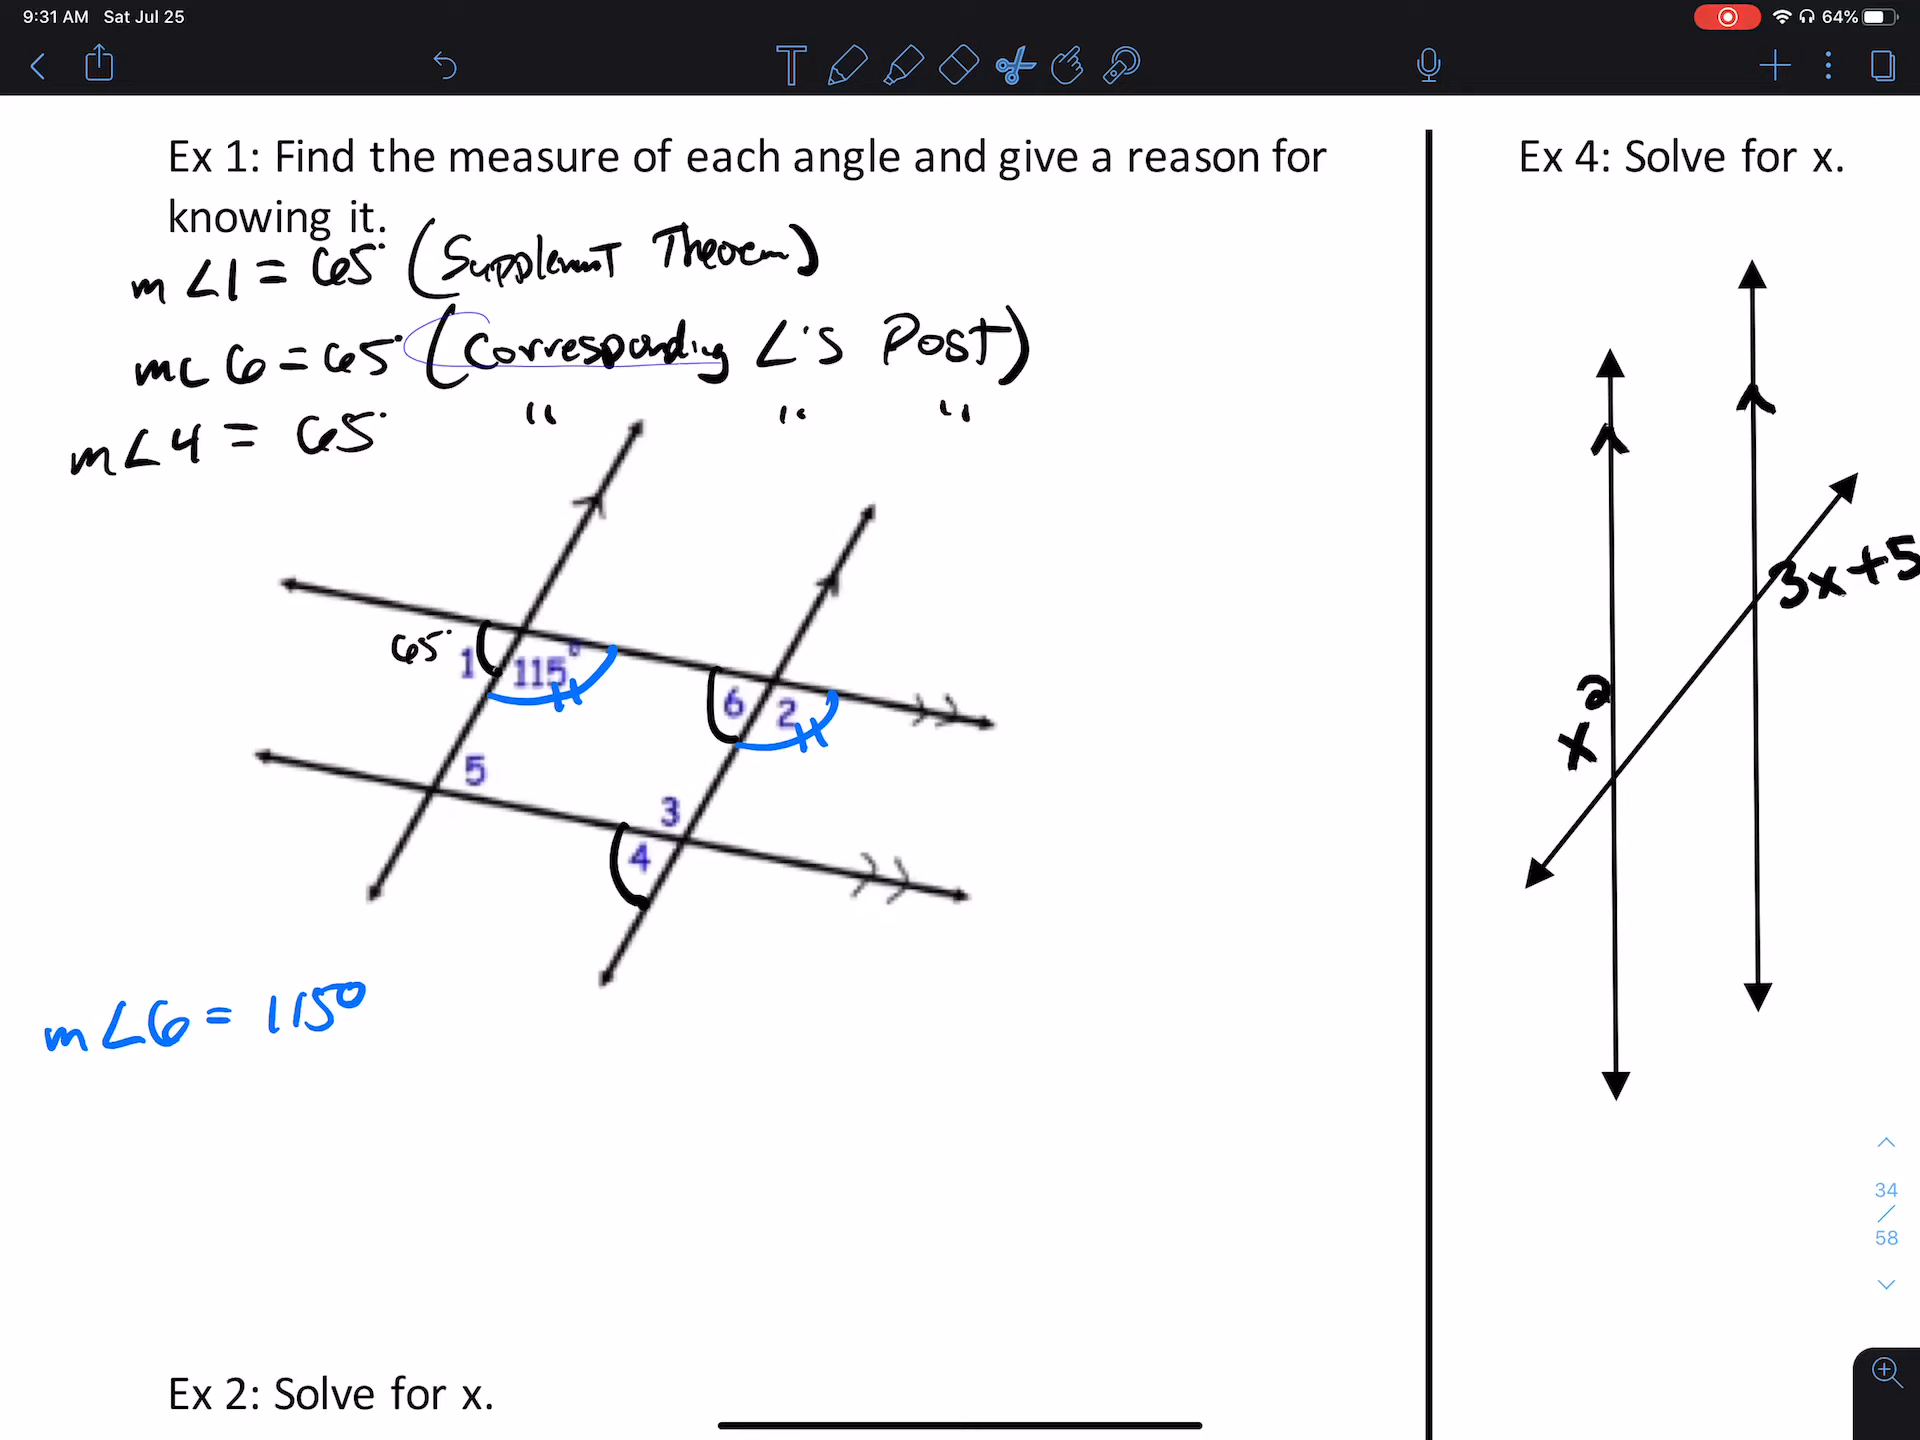 9:31 AM Sat Jul 25
64%
T
Ex 1: Find the measure of each angle and give a reason for
knowing it.
m∠1 = 65° (Supplement Theorem)
m∠6 = 65° (Corresponding ∠'s Post)
m∠4 = 65° " " "
65°
1
115°
6
2
5
3
4
m∠6 = 115°
Ex 2: Solve for x.
Ex 4: Solve for x.
3x+5
x²
34
/
58